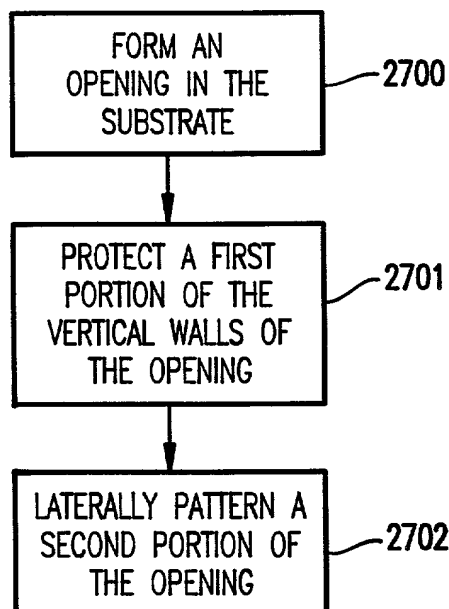 FORM AN
OPENING IN THE
SUBSTRATE
2700
PROTECT A FIRST
PORTION OF THE
VERTICAL WALLS OF
THE OPENING
2701
LATERALLY PATTERN A
SECOND PORTION OF
THE OPENING
2702